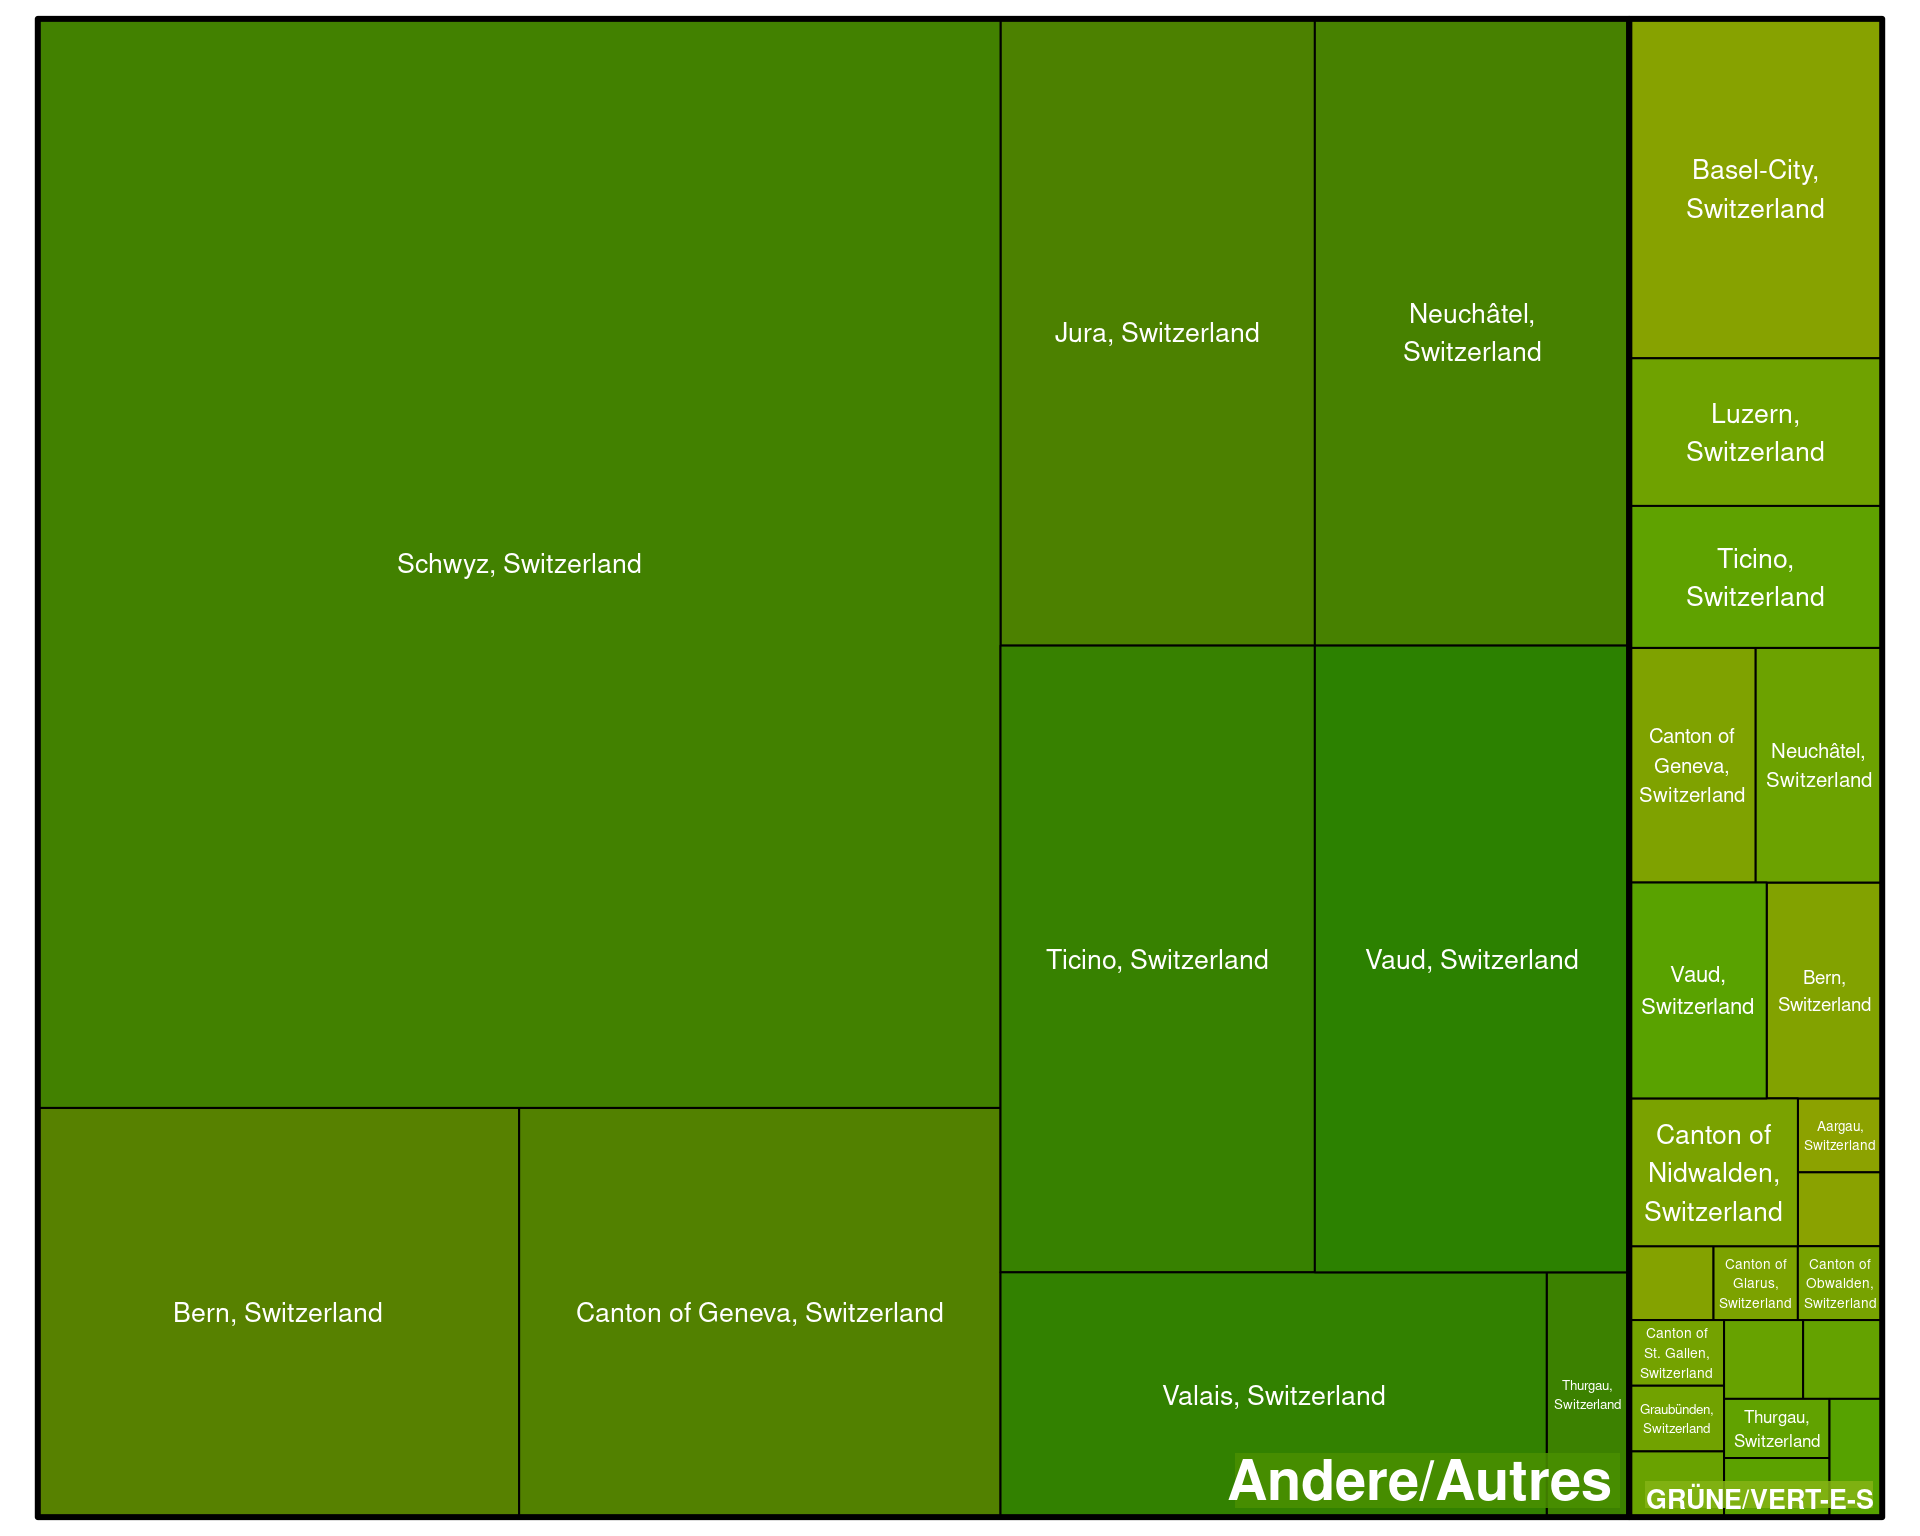 Schwyz, Switzerland
Bern, Switzerland
Canton of Geneva, Switzerland
Jura, Switzerland
Neuchâtel,
Switzerland
Ticino, Switzerland
Vaud, Switzerland
Valais, Switzerland
Thurgau,
Switzerland
Andere/Autres
Basel-City,
Switzerland
Luzern,
Switzerland
Ticino,
Switzerland
Canton of
Geneva,
Switzerland
Neuchâtel,
Switzerland
Vaud,
Switzerland
Bern,
Switzerland
Canton of
Nidwalden,
Switzerland
Aargau,
Switzerland
Canton of
Glarus,
Switzerland
Canton of
Obwalden,
Switzerland
Canton of
St. Gallen,
Switzerland
Graubünden,
Switzerland
Thurgau,
Switzerland
GRÜNE/VERT-E-S